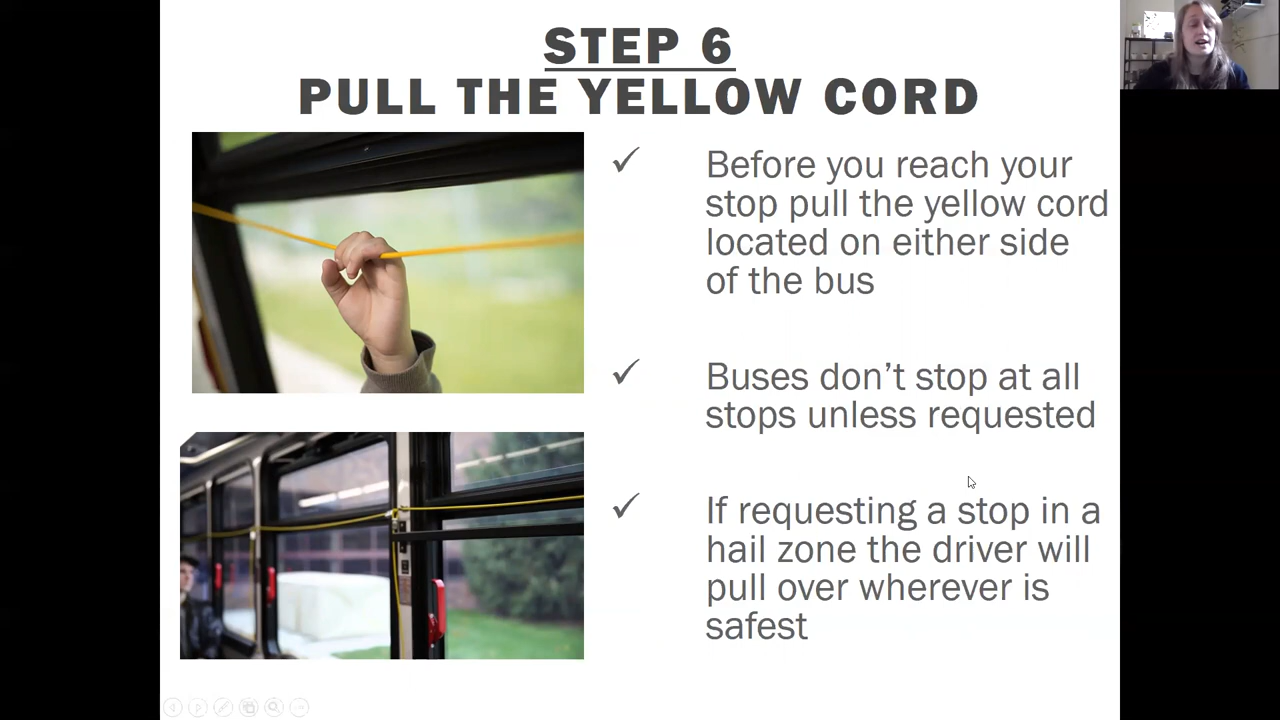 STEP 6
PULL THE YELLOW CORD
Before you reach your
stop pull the yellow cord
located on either side
of the bus
Buses don’t stop at all
stops unless requested
If requesting a stop in a
hail zone the driver will
pull over wherever is
safest